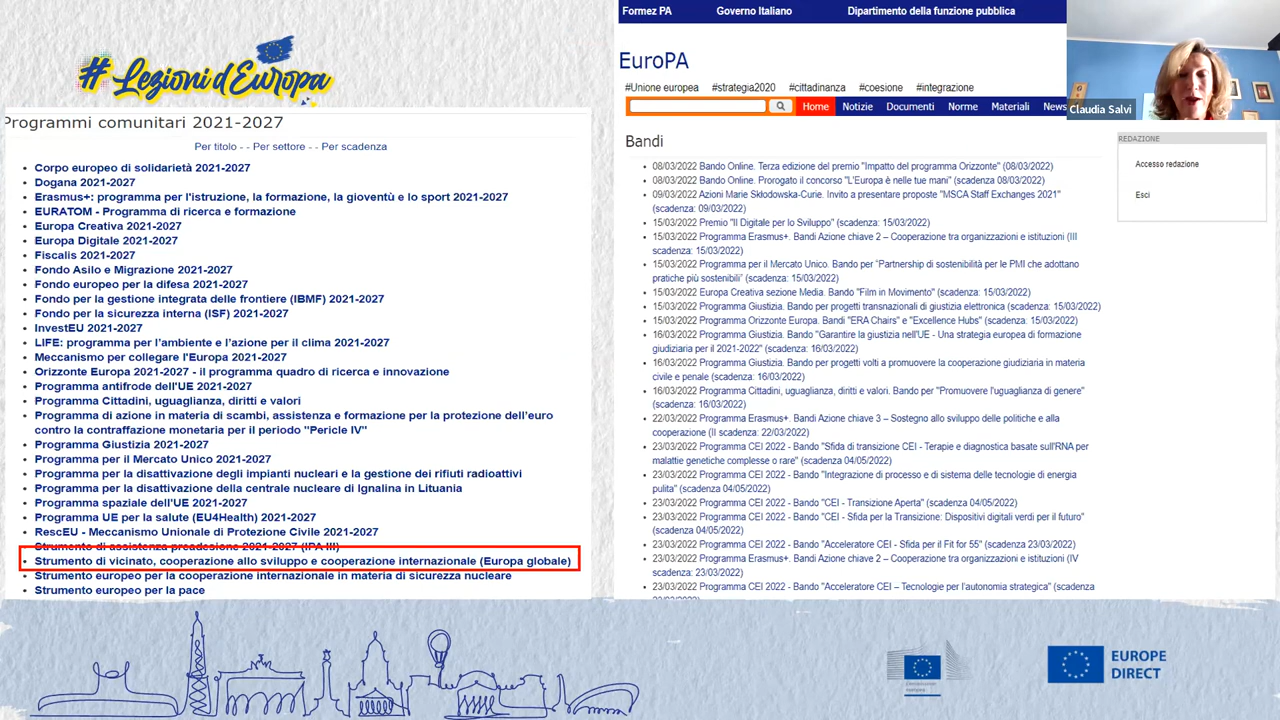 #LezionidEuropa
Programmi comunitari 2021-2027
Per titolo - - Per settore - - Per scadenza
Corpo europeo di solidarietà 2021-2027
Dogana 2021-2027
Erasmus+: programma per l'istruzione, la formazione, la gioventù e lo sport 2021-2027
EURATOM - Programma di ricerca e formazione
Europa Creativa 2021-2027
Europa Digitale 2021-2027
Fiscalis 2021-2027
Fondo Asilo e Migrazione 2021-2027
Fondo europeo per la difesa 2021-2027
Fondo per la gestione integrata delle frontiere (IBMF) 2021-2027
Fondo per la sicurezza interna (ISF) 2021-2027
InvestEU 2021-2027
LIFE: programma per l'ambiente e l'azione per il clima 2021-2027
Meccanismo per collegare l'Europa 2021-2027
Orizzonte Europa 2021-2027 - il programma quadro di ricerca e innovazione
Programma antifrode dell'UE 2021-2027
Programma Cittadini, uguaglianza, diritti e valori
Programma di azione in materia di scambi, assistenza e formazione per la protezione dell'euro
contro la contraffazione monetaria per il periodo "Pericle IV"
Programma Giustizia 2021-2027
Programma per il Mercato Unico 2021-2027
Programma per la disattivazione degli impianti nucleari e la gestione dei rifiuti radioattivi
Programma per la disattivazione della centrale nucleare di Ignalina in Lituania
Programma spaziale dell'UE 2021-2027
Programma UE per la salute (EU4Health) 2021-2027
RescEU - Meccanismo Unionale di Protezione Civile 2021-2027
Strumento di assistenza preadesione 2021-2027 (IPA III)
Strumento di vicinato, cooperazione allo sviluppo e cooperazione internazionale (Europa globale)
Strumento europeo per la cooperazione internazionale in materia di sicurezza nucleare
Strumento europeo per la pace
Formez PA Governo Italiano Dipartimento della funzione pubblica
EuroPA
#Unione europea #strategia2020 #cittadinanza #coesione #integrazione
Home Notizie Documenti Norme Materiali News
Claudia Salvi
Bandi
08/03/2022 Bando Online. Terza edizione del premio "Impatto del programma Orizzonte" (08/03/2022)
08/03/2022 Bando Online. Prorogato il concorso "L'Europa è nelle tue mani" (scadenza 08/03/2022)
09/03/2022 Azioni Marie Skłodowska-Curie. Invito a presentare proposte "MSCA Staff Exchanges 2021"
(scadenza: 09/03/2022)
15/03/2022 Premio "Il Digitale per lo Sviluppo" (scadenza: 15/03/2022)
15/03/2022 Programma Erasmus+. Bandi Azione chiave 2 – Cooperazione tra organizzazioni e istituzioni (III
scadenza: 15/03/2022)
15/03/2022 Programma per il Mercato Unico. Bando per "Partnership di sostenibilità per le PMI che adottano
pratiche più sostenibili" (scadenza: 15/03/2022)
15/03/2022 Europa Creativa sezione Media. Bando "Film in Movimento" (scadenza: 15/03/2022)
15/03/2022 Programma Giustizia. Bando per progetti transnazionali di giustizia elettronica (scadenza: 15/03/2022)
15/03/2022 Programma Orizzonte Europa. Bandi "ERA Chairs" e "Excellence Hubs" (scadenza: 15/03/2022)
16/03/2022 Programma Giustizia. Bando "Garantire la giustizia nell'UE - Una strategia europea di formazione
giudiziaria per il 2021-2022" (scadenza: 16/03/2022)
16/03/2022 Programma Giustizia. Bando per progetti volti a promuovere la cooperazione giudiziaria in materia
civile e penale (scadenza: 16/03/2022)
16/03/2022 Programma Cittadini, uguaglianza, diritti e valori. Bando per "Promuovere l'uguaglianza di genere"
(scadenza: 16/03/2022)
22/03/2022 Programma Erasmus+. Bandi Azione chiave 3 – Sostegno allo sviluppo delle politiche e alla
cooperazione (II scadenza: 22/03/2022)
23/03/2022 Programma CEI 2022 - Bando "Sfida di transizione CEI - Terapie e diagnostica basate sull'RNA per
malattie genetiche complesse o rare" (scadenza 04/05/2022)
23/03/2022 Programma CEI 2022 - Bando "Integrazione di processo e di sistema delle tecnologie di energia
pulita" (scadenza 04/05/2022)
23/03/2022 Programma CEI 2022 - Bando "CEI - Transizione Aperta" (scadenza 04/05/2022)
23/03/2022 Programma CEI 2022 - Bando "CEI - Sfida per la Transizione: Dispositivi digitali verdi per il futuro"
(scadenza 04/05/2022)
23/03/2022 Programma CEI 2022 - Bando "Acceleratore CEI - Sfida per il Fit for 55" (scadenza 23/03/2022)
23/03/2022 Programma Erasmus+. Bandi Azione chiave 2 – Cooperazione tra organizzazioni e istituzioni (IV
scadenza: 23/03/2022)
23/03/2022 Programma CEI 2022 - Bando "Acceleratore CEI – Tecnologie per l'autonomia strategica" (scadenza
23/03/2022)
REDAZIONE
Accesso redazione
Esci
EUROPE
DIRECT